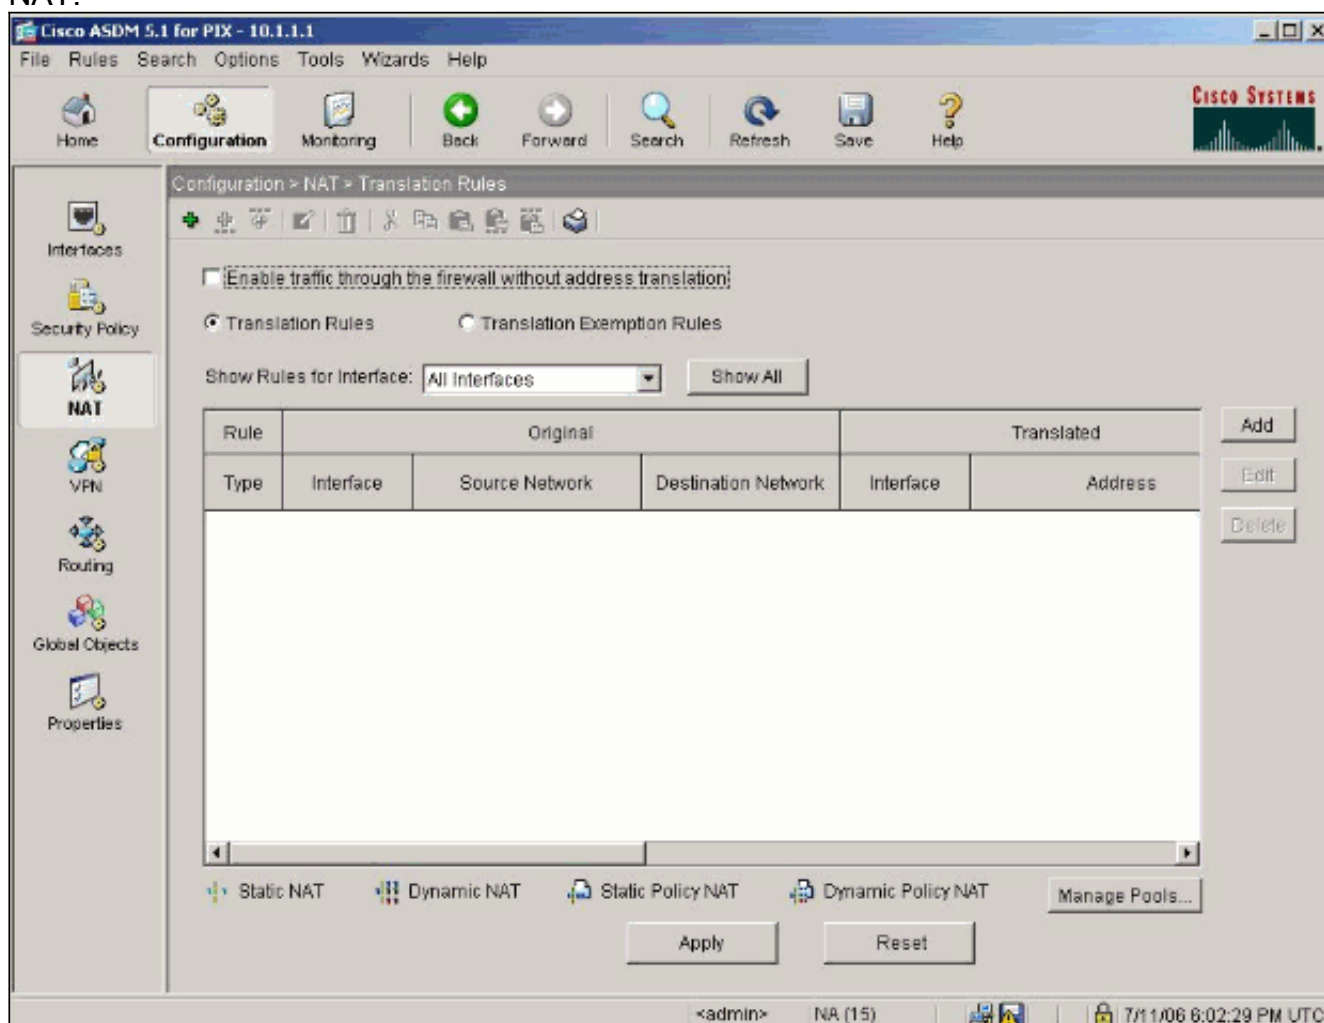 NAT.
Cisco ASDM 5.1 for PIX - 10.1.1.1
File Rules Search Options Tools Wizards Help
Home Configuration Monitoring Back Forward Search Refresh Save Help
CISCO SYSTEMS
Configuration > NAT > Translation Rules
Interfaces
Security Policy
NAT
VPN
Routing
Global Objects
Properties
Enable traffic through the firewall without address translation
Translation Rules Translation Exemption Rules
Show Rules for Interface: All Interfaces Show All
Rule Original Translated
Type Interface Source Network Destination Network Interface Address
Add
Edit
Delete
Static NAT Dynamic NAT Static Policy NAT Dynamic Policy NAT Manage Pools...
Apply Reset
<admin> NA (15) 7/11/06 6:02:29 PM UTC